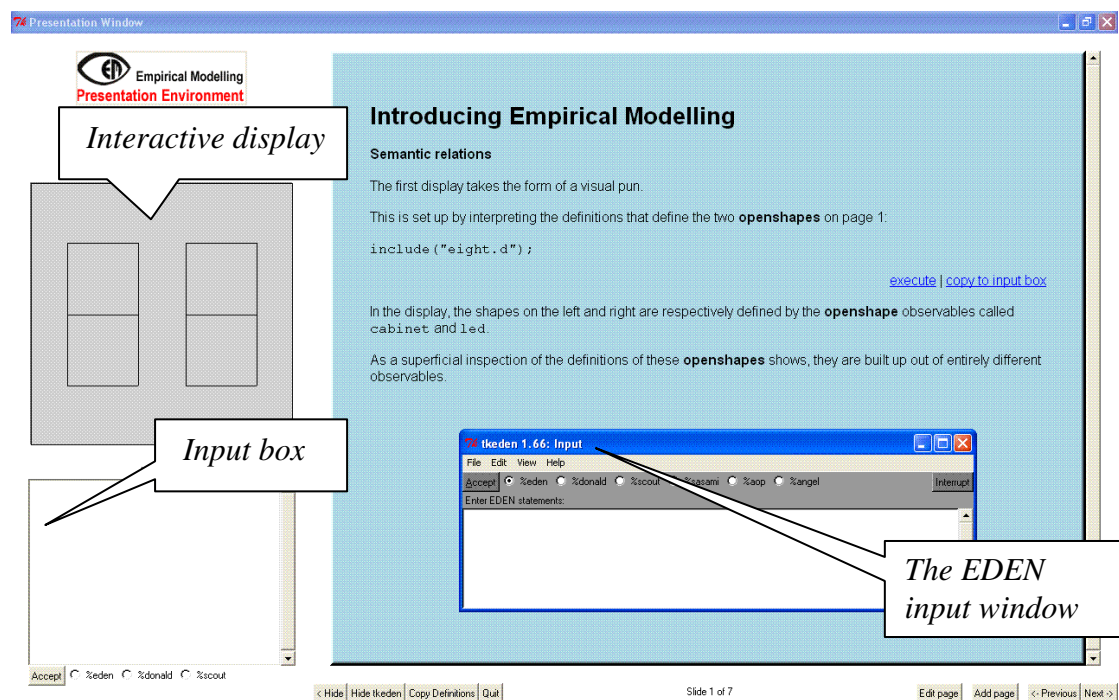 Presentation Window
Empirical Modelling
Presentation Environment
Interactive display
Introducing Empirical Modelling
Semantic relations
The first display takes the form of a visual pun.
This is set up by interpreting the definitions that define the two openshapes on page 1:
include("eight.d");
execute | copy to input box
In the display, the shapes on the left and right are respectively defined by the openshape observables called
cabinet and led.
As a superficial inspection of the definitions of these openshapes shows, they are built up out of entirely different
observables.
Input box
tkeden 1.66: Input
File Edit View Help
Accept %eden %donald %scout %sasami %aop %angel Interrupt
Enter EDEN statements:
The EDEN
input window
Accept %eden %donald %scout
< Hide Hide tkeden Copy Definitions Quit Slide 1 of 7 Edit page Add page <- Previous Next ->